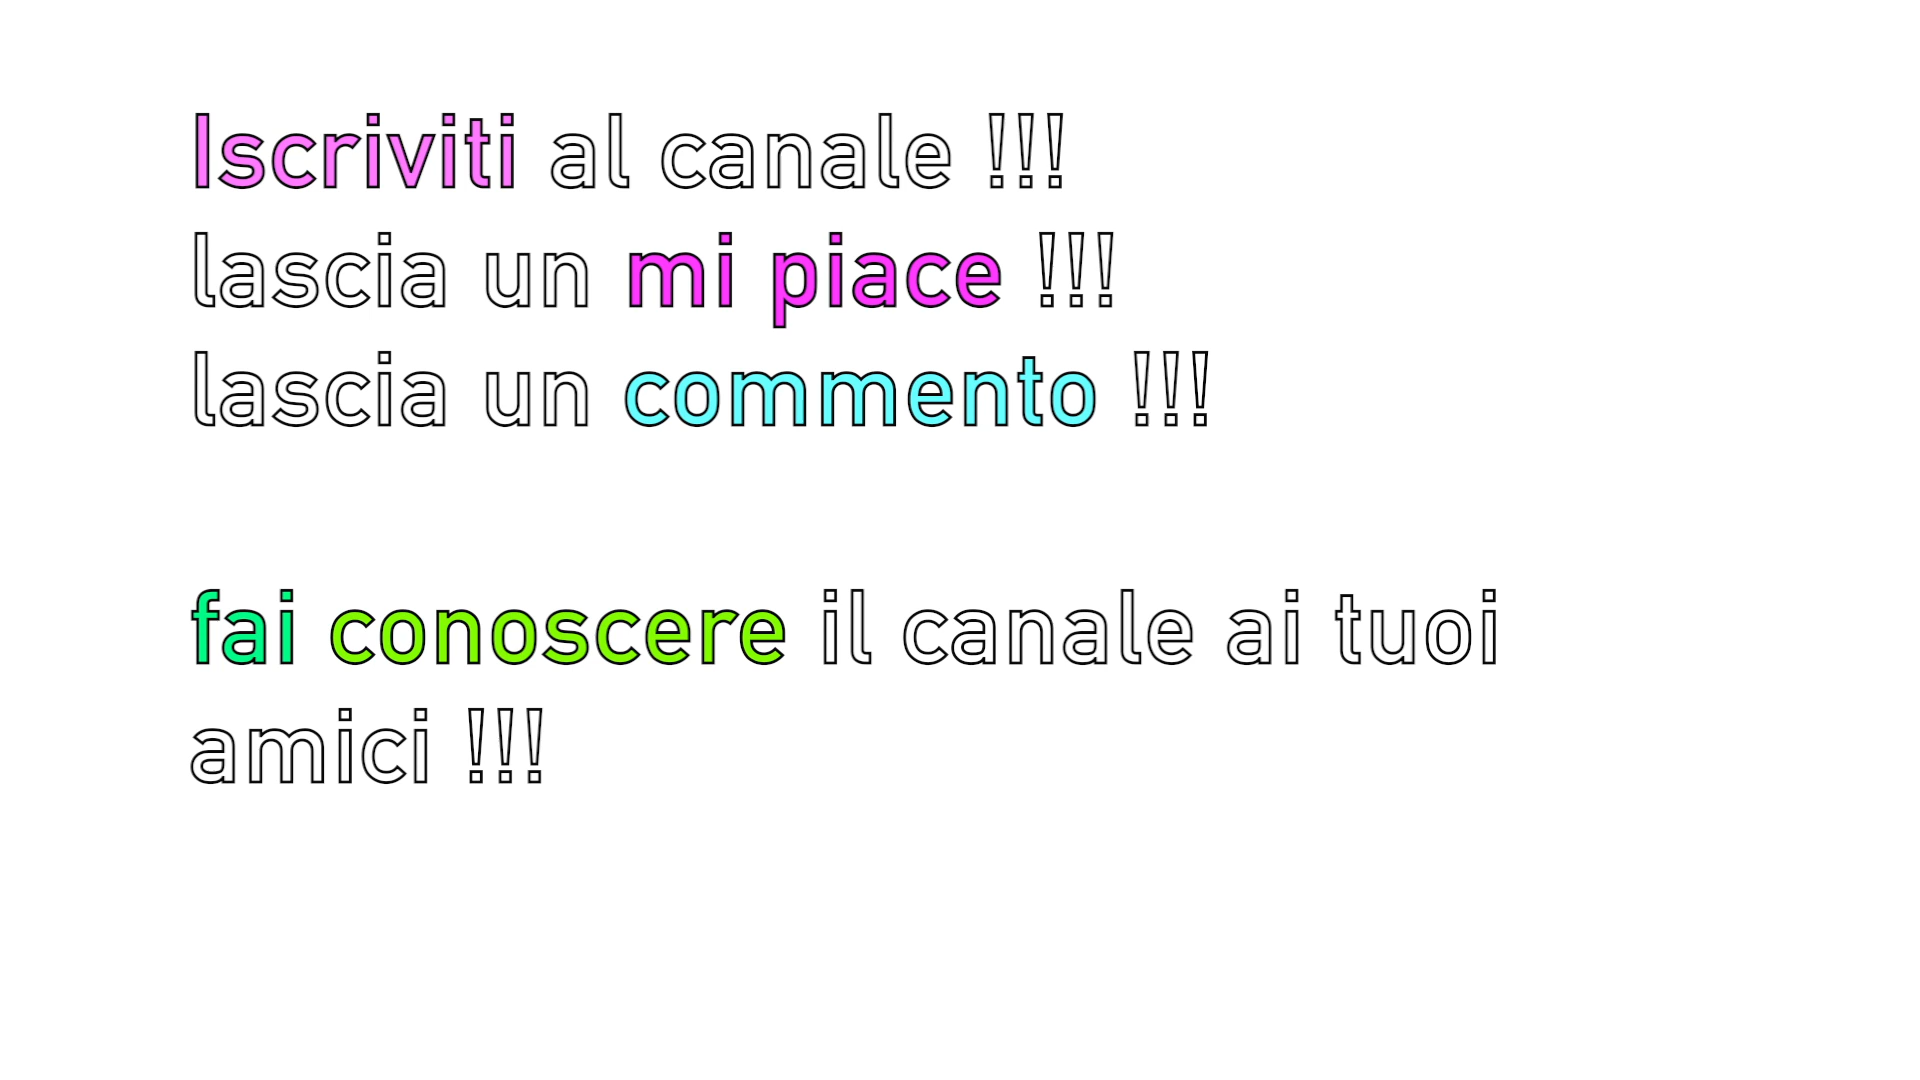 Iscriviti al canale !!!
lascia un mi piace !!!
lascia un commento !!!
fai conoscere il canale ai tuoi
amici !!!